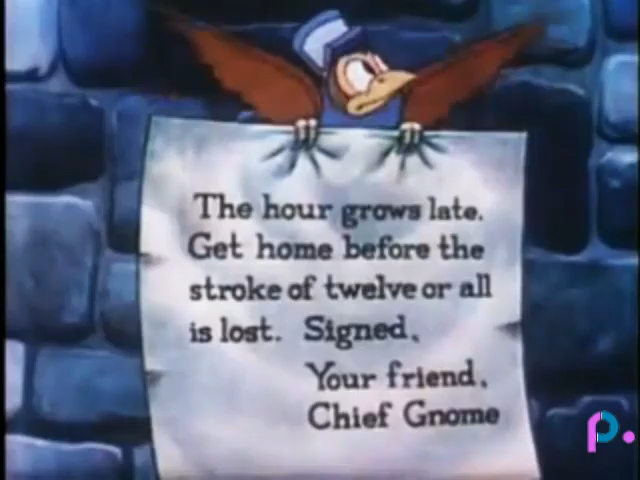 The hour grows late.
Get home before the
stroke of twelve or all
is lost. Signed,
Your friend,
Chief Gnome
p.